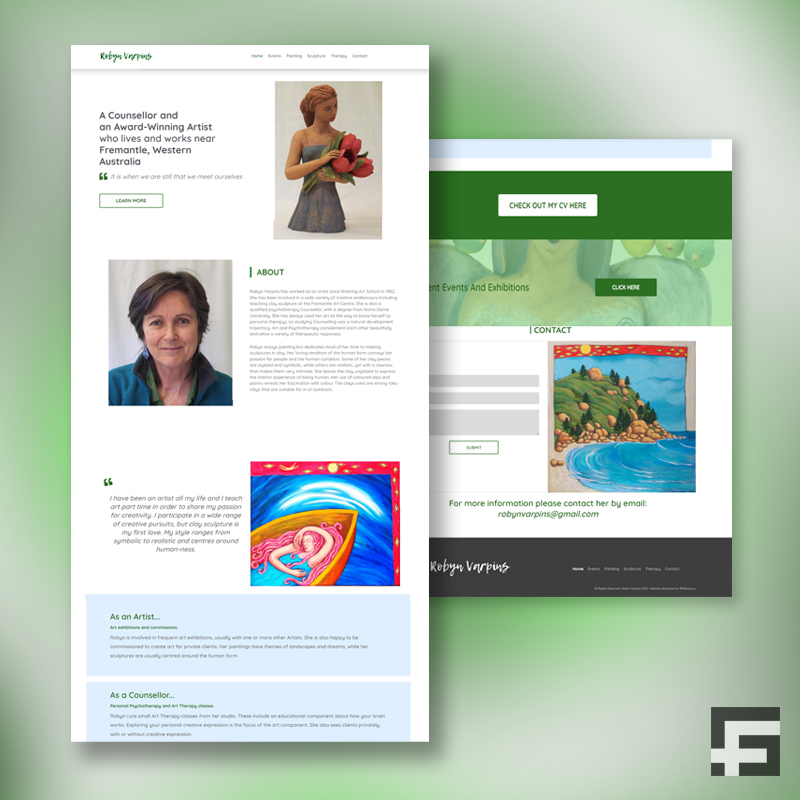 Robyn Varpins
Home Events Painting Sculpture Therapy Contact
A Counsellor and
an Award-Winning Artist
who lives and works near
Fremantle, Western
Australia
It is when we are still that we meet ourselves
LEARN MORE
ABOUT
Robyn Varpins has worked as an artist since finishing Art School in 1982.
She has been involved in a wide variety of creative endeavours including
teaching clay sculpture at the Fremantle Art Centre. She is also a
qualified psychotherapy Counsellor, with a degree from Notre Dame
University. She has always used her art as the way to know herself (a
personal therapy), so studying Counselling was a natural development
trajectory. Art and Psychotherapy complement each other beautifully
and allow a variety of therapeutic responses.
Robyn enjoys painting but dedicates most of her time to making
sculptures in clay. Her loving rendition of the human form conveys her
passion for people and the human condition. Some of her clay pieces
are stylised and symbolic, while others are realistic, yet with a rawness
that makes them very intimate. She leaves the clay unglazed to express
the interior experience of being human. Her use of coloured slips and
paints reveals her fascination with colour. The clays used are strong raku
clays that are suitable for in or outdoors.
I have been an artist all my life and I teach
art part time in order to share my passion
for creativity. I participate in a wide range
of creative pursuits, but clay sculpture is
my first love. My style ranges from
symbolic to realistic and centres around
human-ness.
As an Artist...
Art exhibitions and commissions.
Robyn is involved in frequent art exhibitions, usually with one or more other Artists. She is also happy to be
commissioned to create art for private clients. Her paintings have themes of landscapes and dreams, while her
sculptures are usually centred around the human form.
As a Counsellor...
Personal Psychotherapy and Art Therapy classes.
Robyn runs small Art Therapy classes from her studio. These include an educational component about how your brain
works. Exploring your personal creative expression is the focus of the art component. She also sees clients privately,
with or without creative expression.
CHECK OUT MY CV HERE
ent Events And Exhibitions
CLICK HERE
CONTACT
SUBMIT
For more information please contact her by email:
robynvarpins@gmail.com
Robyn Varpins
Home Events Painting Sculpture Therapy Contact